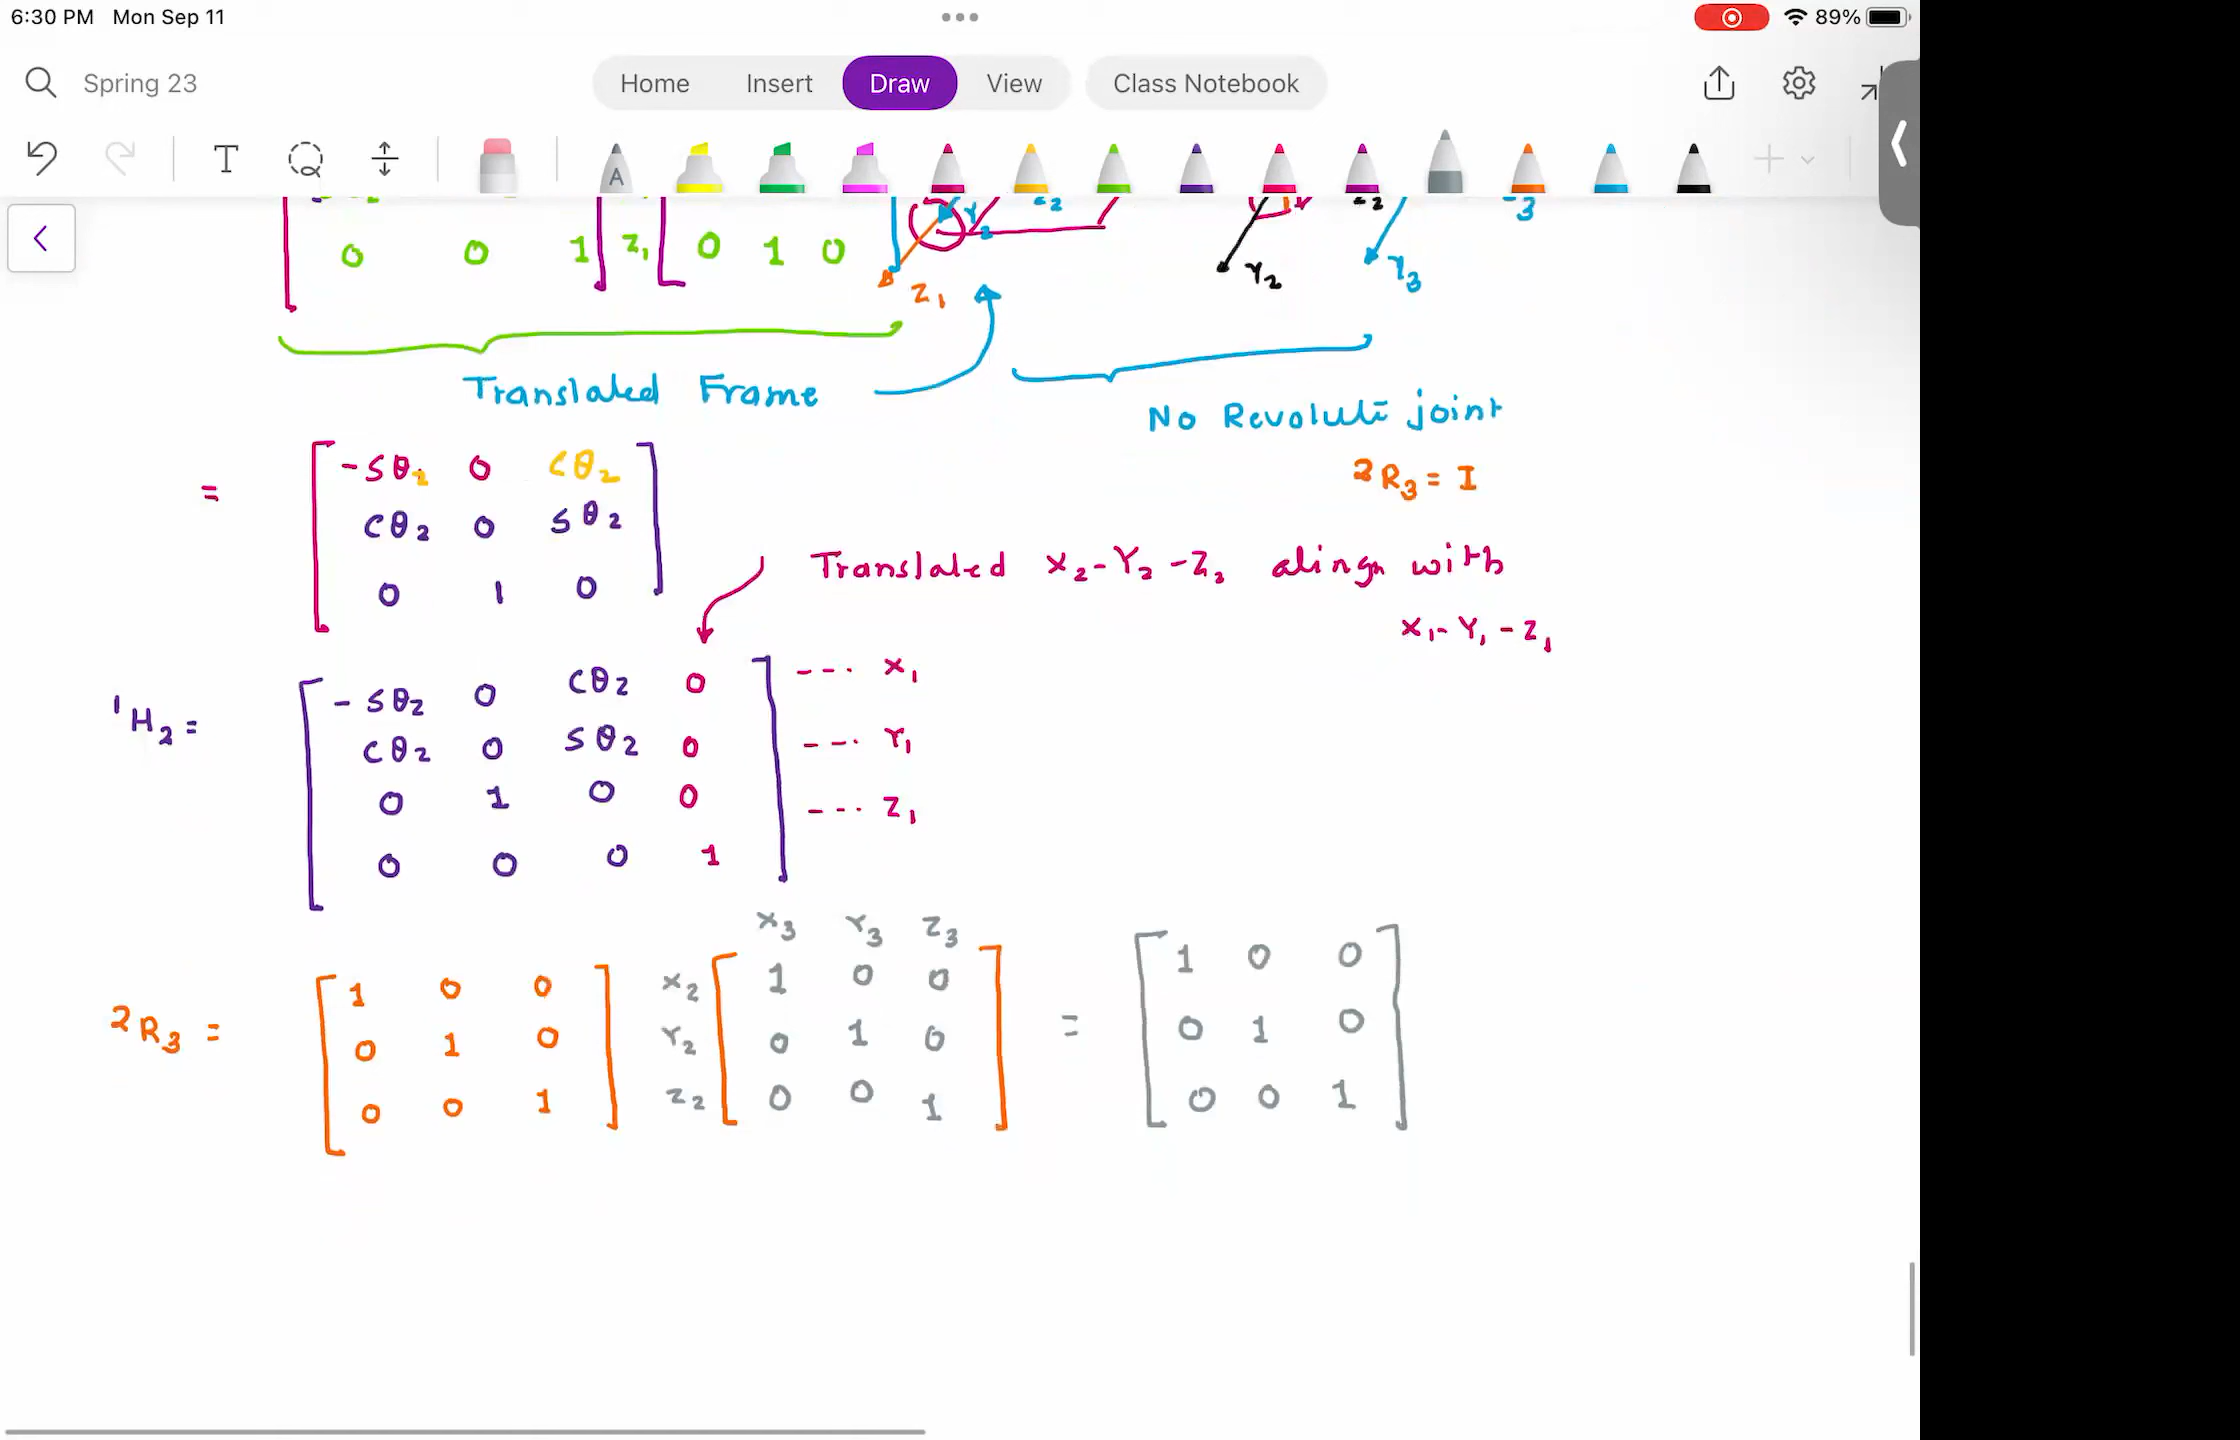 6:30 PM Mon Sep 11
89%
Spring 23
Home Insert Draw View Class Notebook
T A
0 0 1 Z₁ 0 1 0
Z₁
Y₂ Y₃
Translated Frame
No Revolute joint
²R₃ = I
= -Sθ₂ 0 Cθ₂
Cθ₂ 0 Sθ₂
0 1 0
Translated X₂-Y₂-Z₂ alingn with
X₁-Y₁-Z₁
¹H₂ = -Sθ₂ 0 Cθ₂ 0 --- X₁
Cθ₂ 0 Sθ₂ 0 --- Y₁
0 1 0 0 --- Z₁
0 0 0 1
X₃ Y₃ Z₃
²R₃ = 1 0 0 X₂ 1 0 0 = 1 0 0
0 1 0 Y₂ 0 1 0 0 1 0
0 0 1 Z₂ 0 0 1 0 0 1